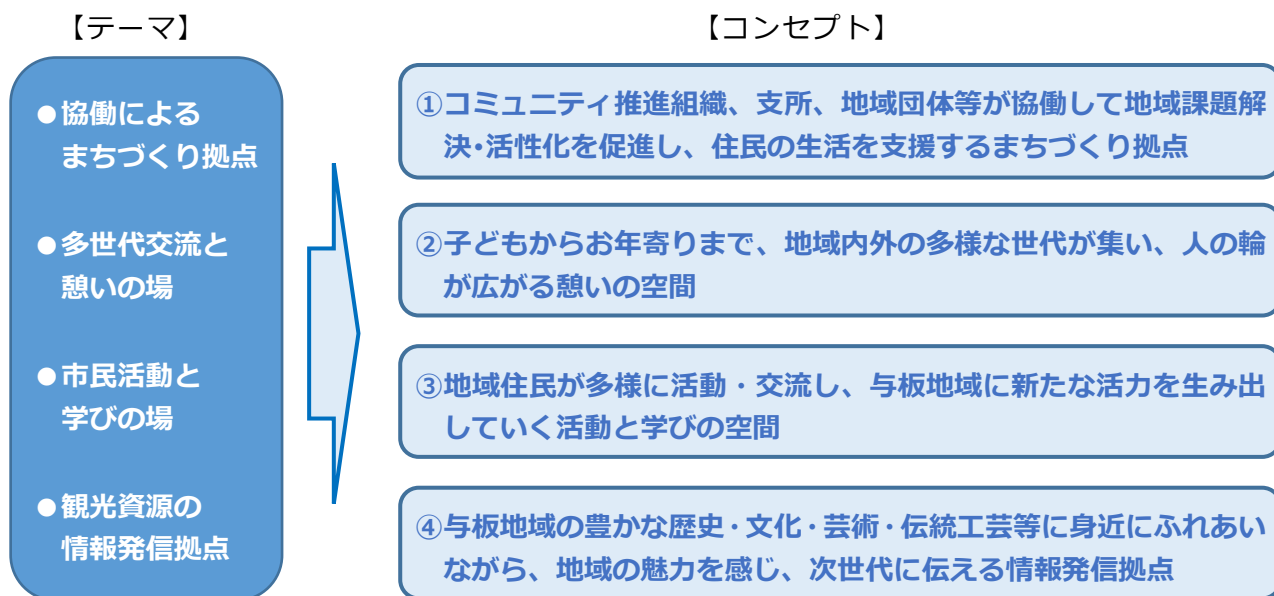 【テーマ】
●協働による
まちづくり拠点
●多世代交流と
憩いの場
●市民活動と
学びの場
●観光資源の
情報発信拠点
【コンセプト】
①コミュニティ推進組織、支所、地域団体等が協働して地域課題解
決・活性化を促進し、住民の生活を支援するまちづくり拠点
②子どもからお年寄りまで、地域内外の多様な世代が集い、人の輪
が広がる憩いの空間
③地域住民が多様に活動・交流し、与板地域に新たな活力を生み出
していく活動と学びの空間
④与板地域の豊かな歴史・文化・芸術・伝統工芸等に身近にふれあい
ながら、地域の魅力を感じ、次世代に伝える情報発信拠点